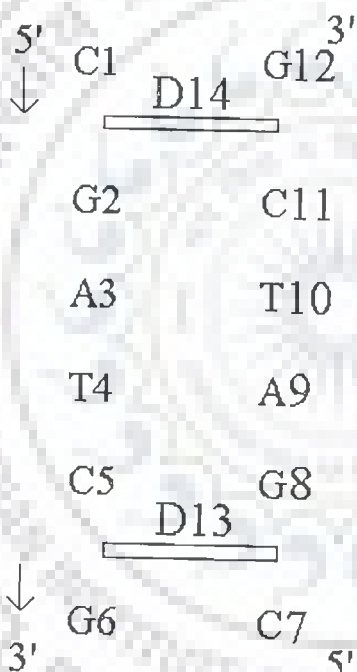 5' 3'
C1 G12
D14
G2 C11
A3 T10
T4 A9
C5 G8
D13
G6 C7
3' 5'